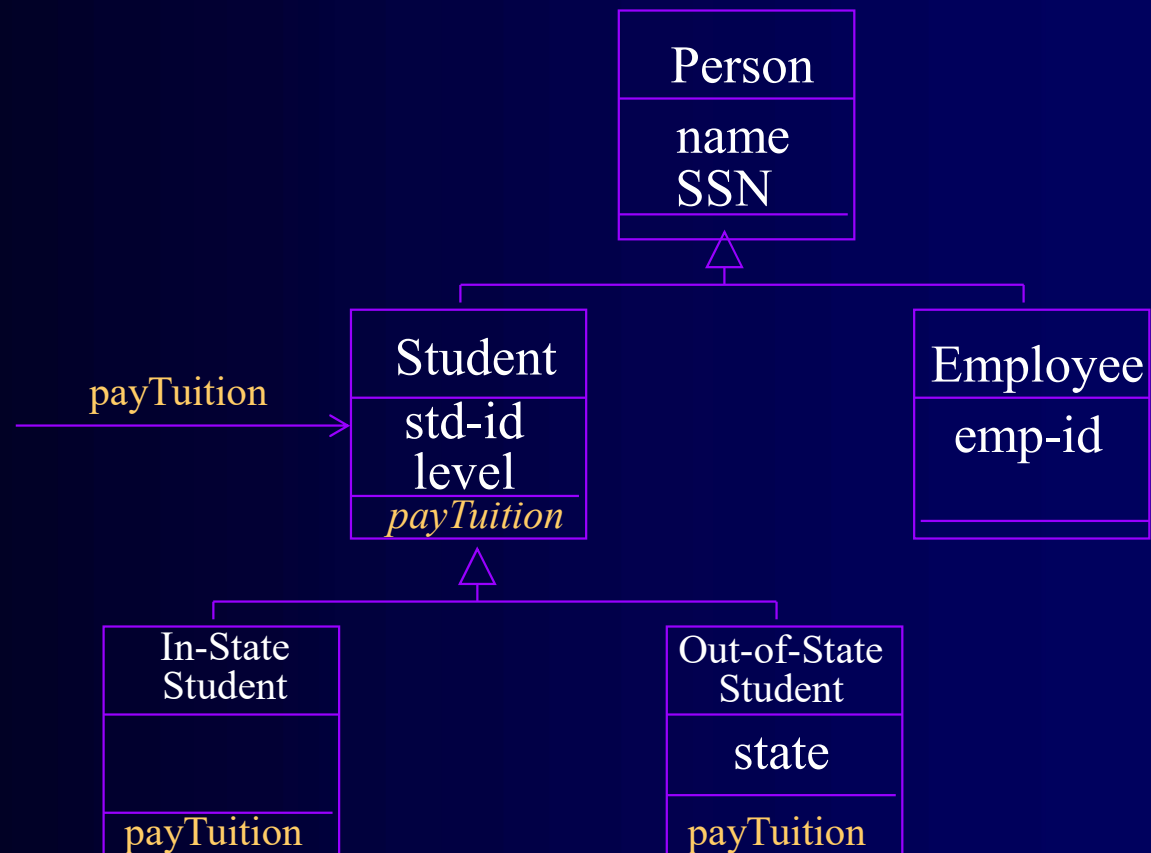 Person
name
SSN
Student
Employee
payTuition
std-id
level
payTuition
emp-id
In-State
Student
Out-of-State
Student
state
payTuition
payTuition